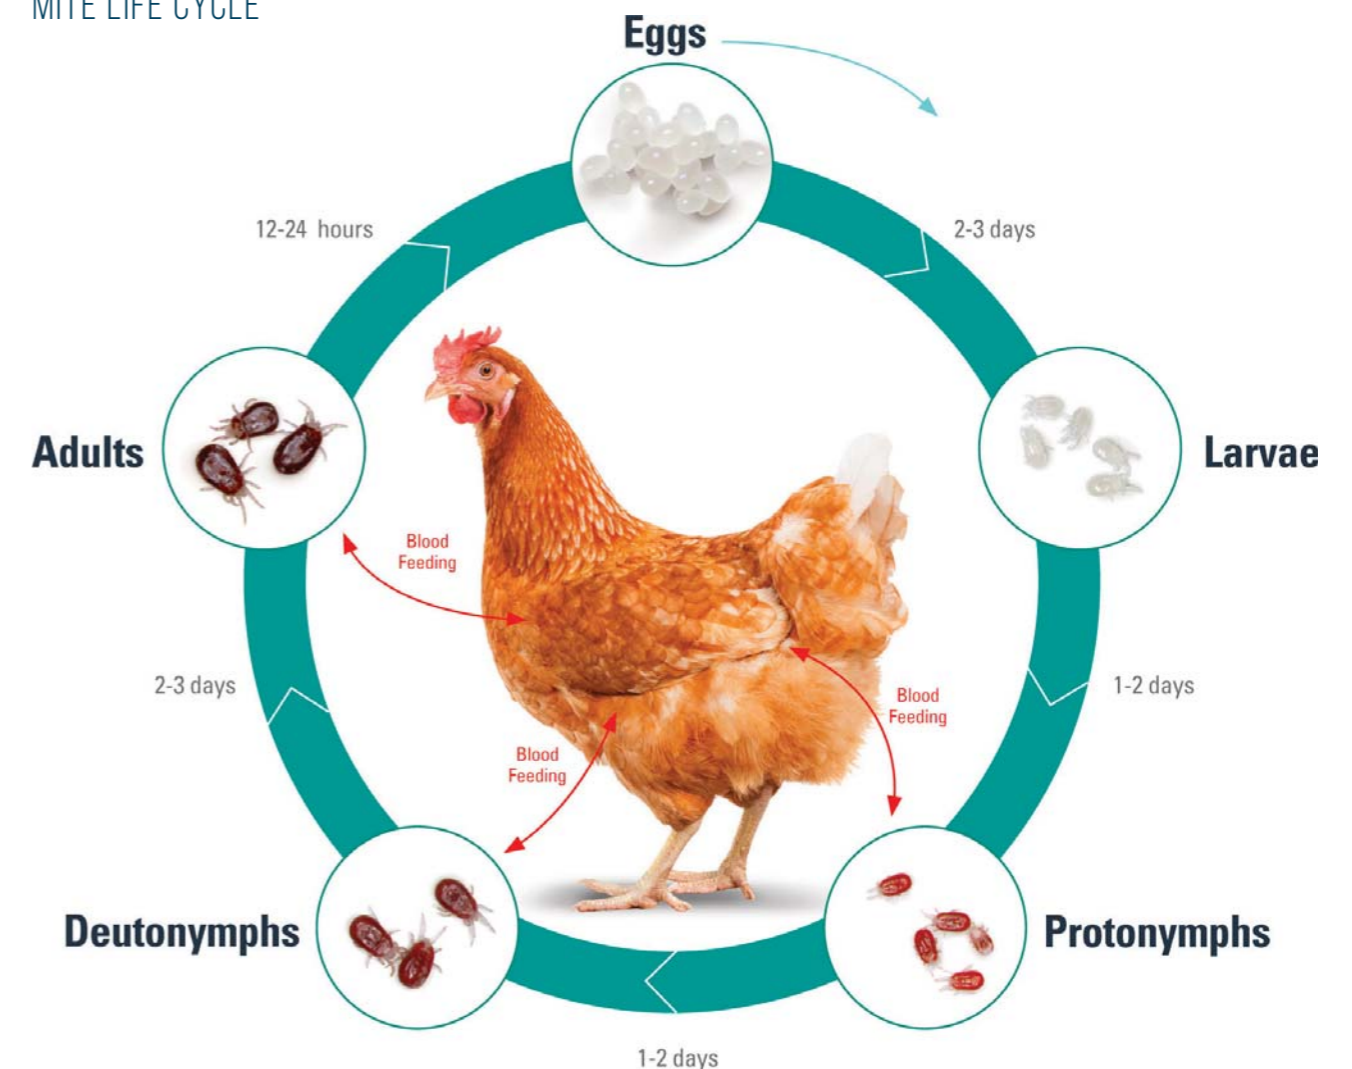 MITE LIFE CYCLE
Eggs
12-24 hours
2-3 days
Adults
Larvae
Blood
Feeding
2-3 days
1-2 days
Blood
Feeding
Blood
Feeding
Deutonymphs
Protonymphs
1-2 days